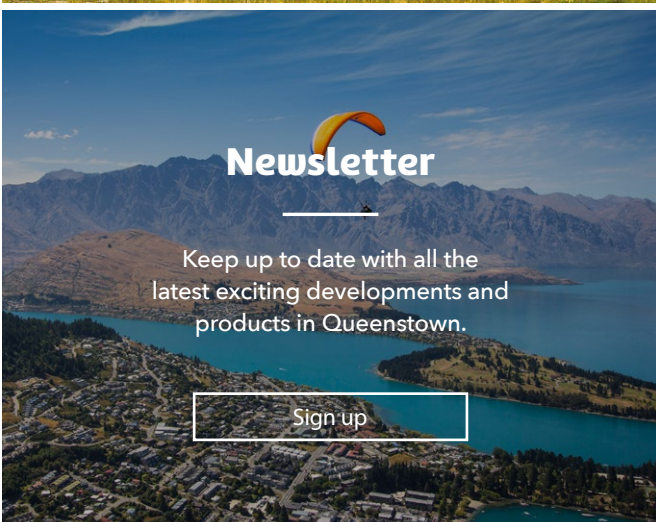 Newsletter
Keep up to date with all the
latest exciting developments and
products in Queenstown.
Sign up